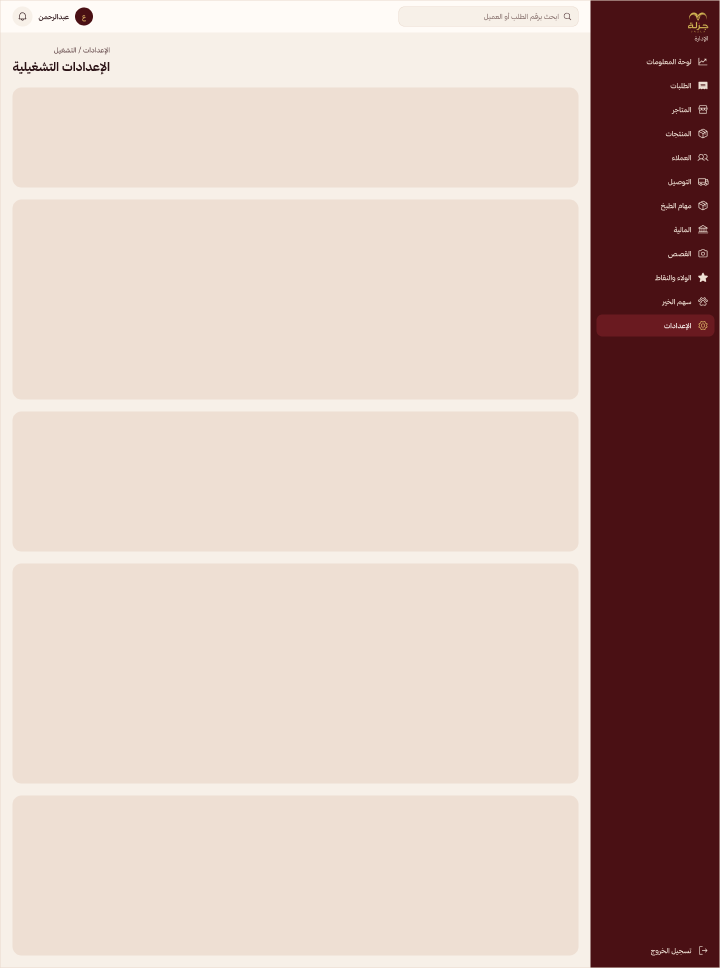 جزلة
الإدارة
لوحة المعلومات
الطلبات
المتاجر
المنتجات
العملاء
التوصيل
مهام الطبخ
المالية
القصص
الولاء والنقاط
سهم الخير
الإعدادات
تسجيل الخروج
ابحث برقم الطلب أو العميل
ع
عبدالرحمن
الإعدادات / التشغيل
الإعدادات التشغيلية